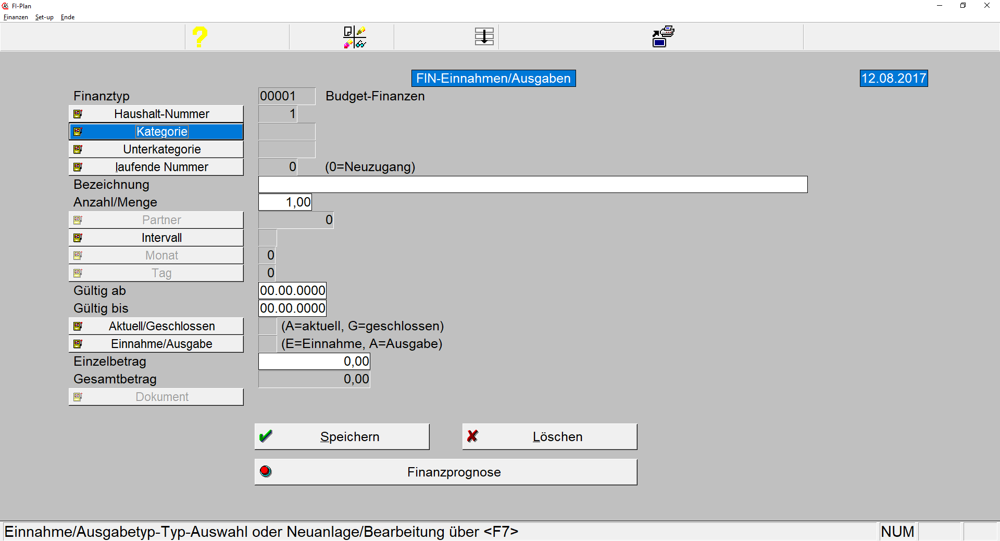 FI-Plan
Finanzen Set-up Ende
FIN-Einnahmen/Ausgaben 12.08.2017
Finanztyp 00001 Budget-Finanzen
Haushalt-Nummer 1
Kategorie
Unterkategorie
laufende Nummer 0 (0=Neuzugang)
Bezeichnung
Anzahl/Menge 1,00
Partner 0
Intervall
Monat 0
Tag 0
Gültig ab 00.00.0000
Gültig bis 00.00.0000
Aktuell/Geschlossen (A=aktuell, G=geschlossen)
Einnahme/Ausgabe (E=Einnahme, A=Ausgabe)
Einzelbetrag 0,00
Gesamtbetrag 0,00
Dokument
Speichern Löschen
Finanzprognose
Einnahme/Ausgabetyp-Typ-Auswahl oder Neuanlage/Bearbeitung über <F7> NUM